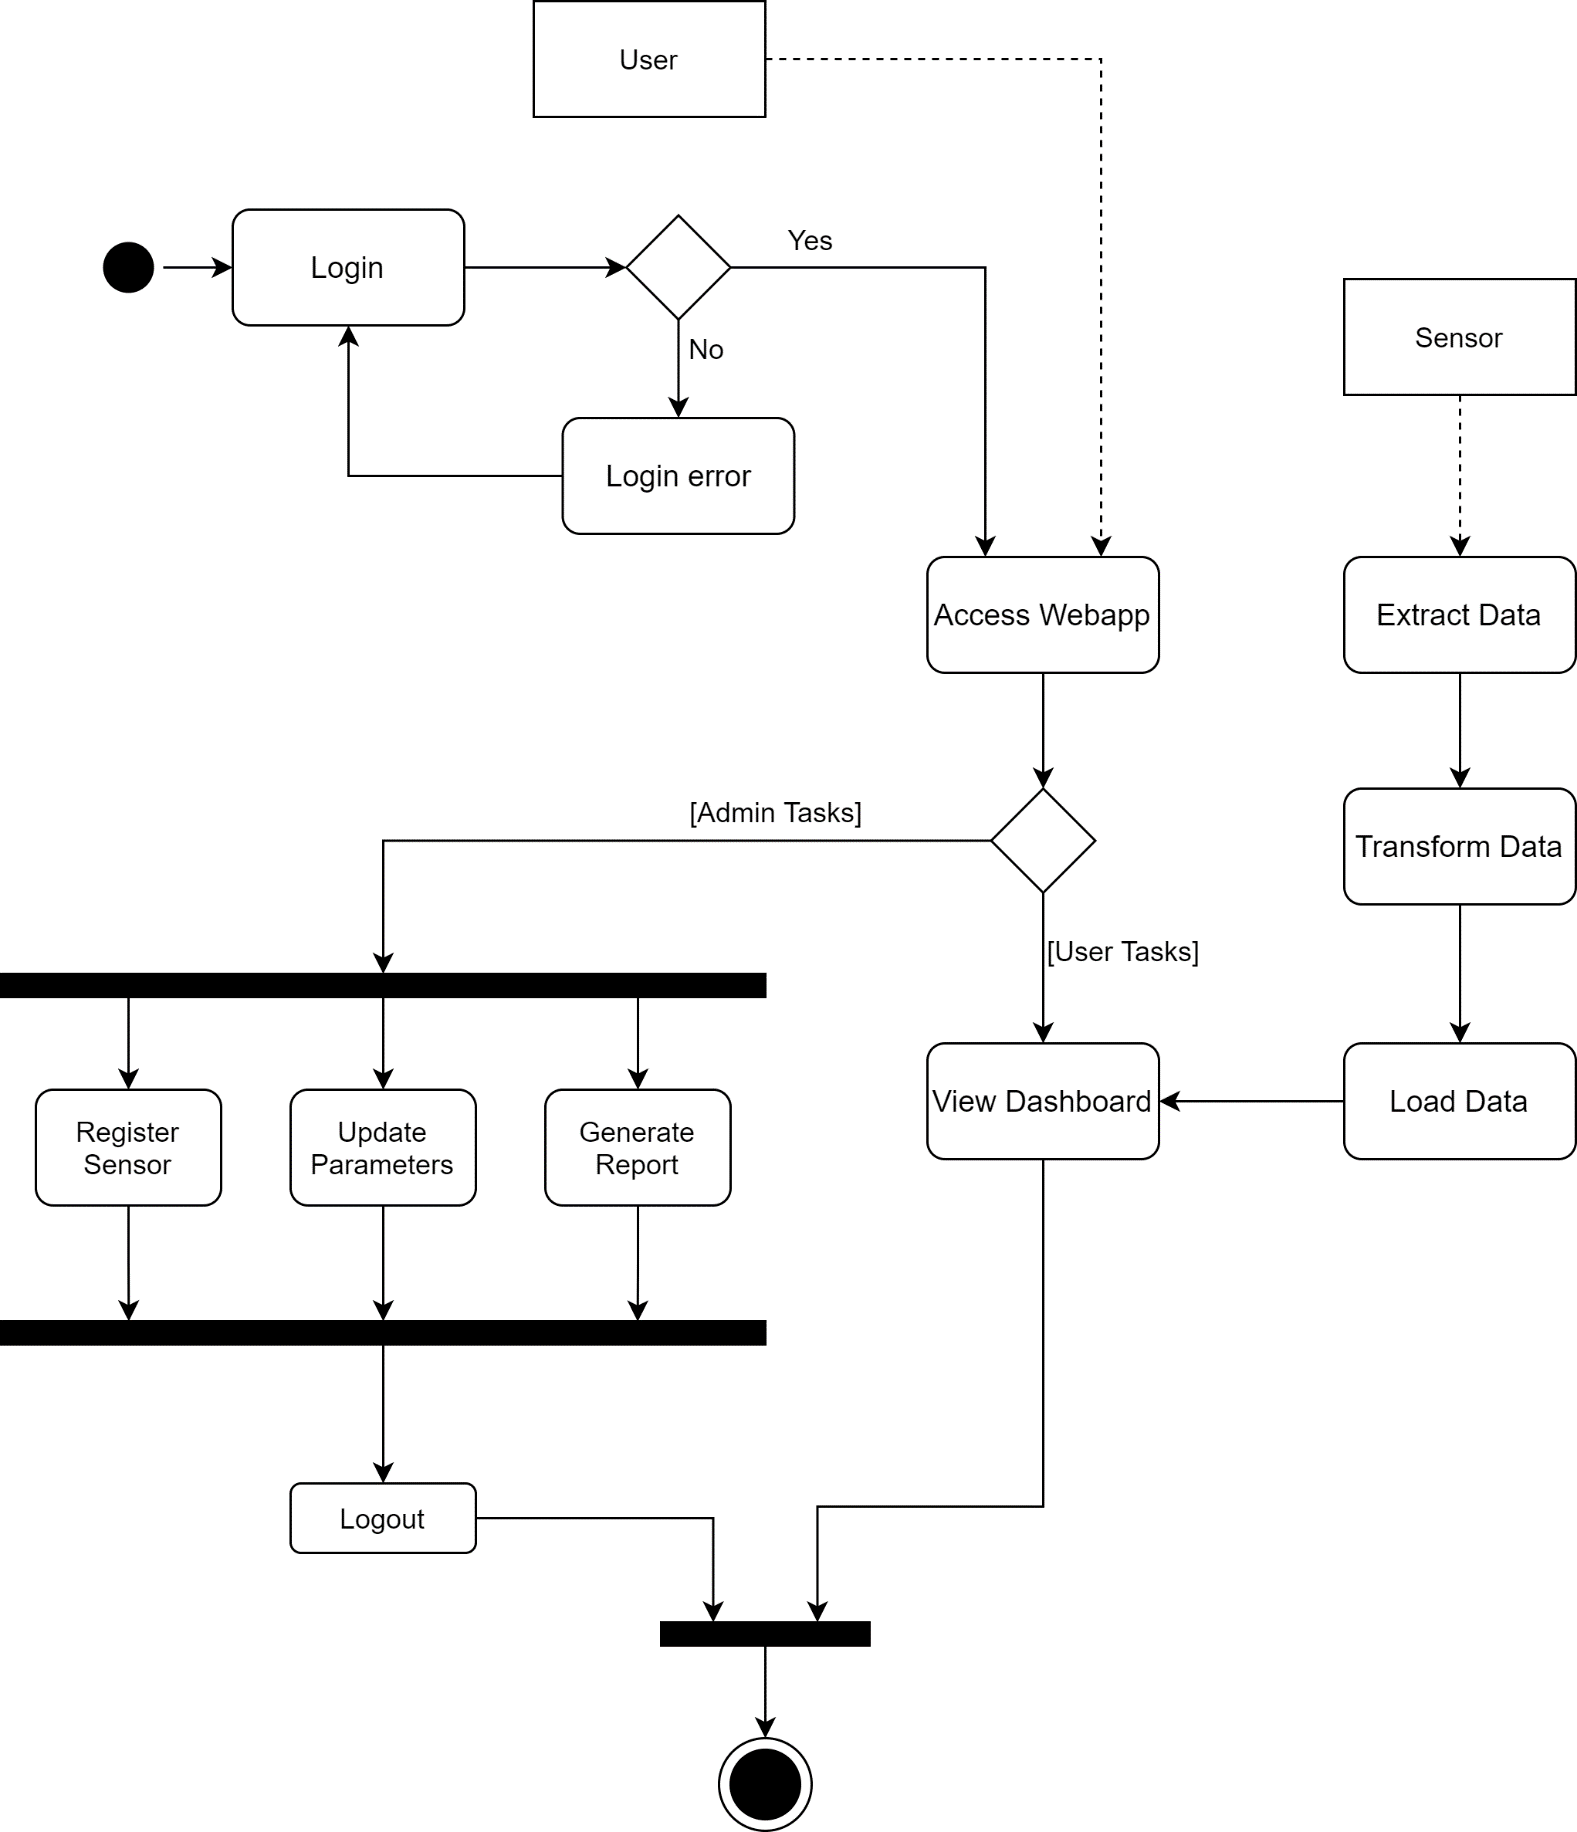 User
Yes
Login
Sensor
No
Login error
Access Webapp
Extract Data
[Admin Tasks]
Transform Data
[User Tasks]
View Dashboard
Load Data
Register
Sensor
Update
Parameters
Generate
Report
Logout